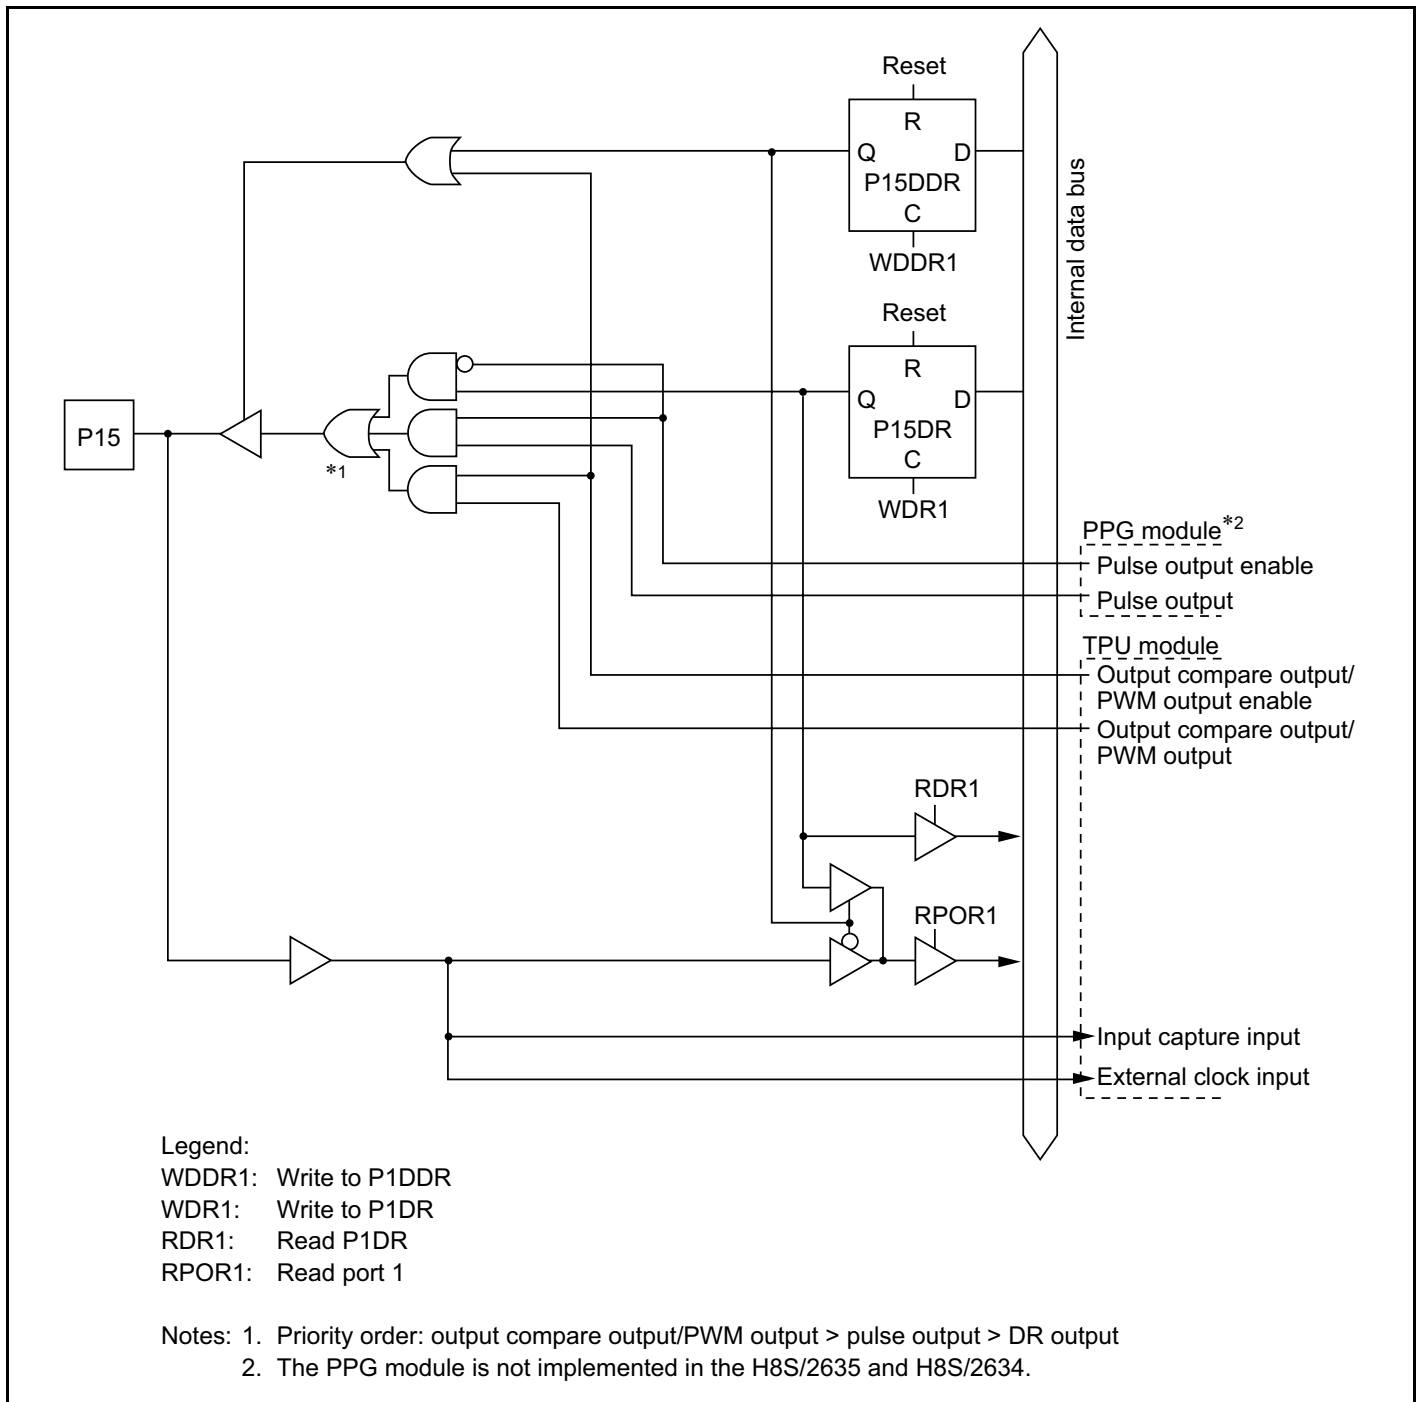 Reset
R
Q D
P15DDR
C
WDDR1
Internal data bus
Reset
R
Q D
P15DR
C
WDR1
P15
*1
PPG module*2
Pulse output enable
Pulse output
TPU module
Output compare output/
PWM output enable
Output compare output/
PWM output
RDR1
RPOR1
Input capture input
External clock input
Legend:
WDDR1: Write to P1DDR
WDR1: Write to P1DR
RDR1: Read P1DR
RPOR1: Read port 1
Notes: 1. Priority order: output compare output/PWM output > pulse output > DR output
2. The PPG module is not implemented in the H8S/2635 and H8S/2634.